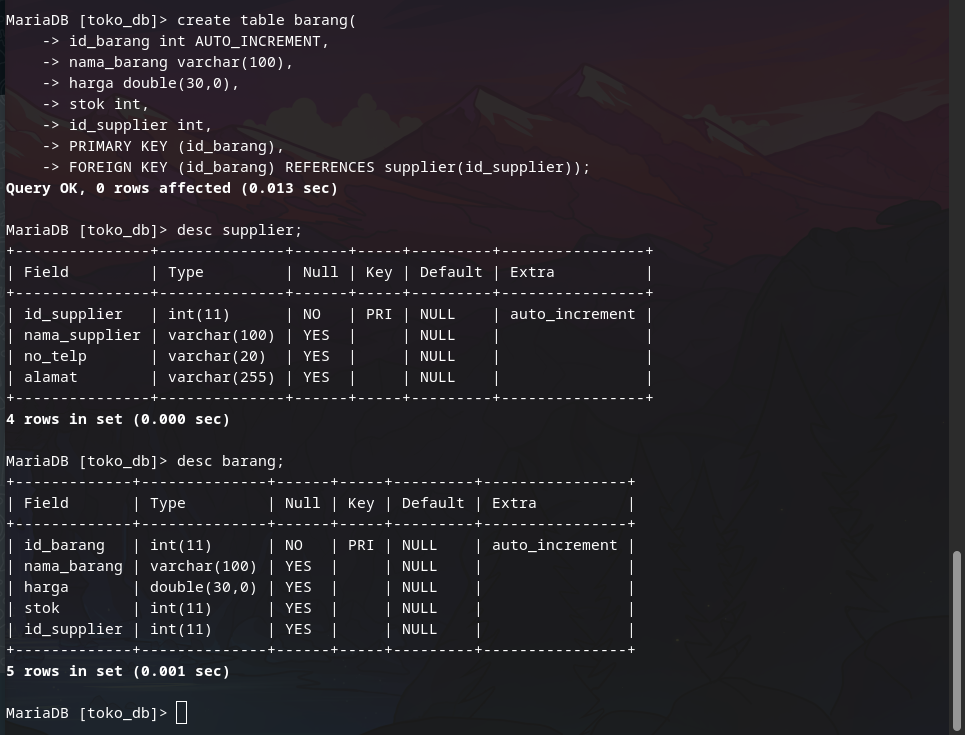 MariaDB [toko_db]> create table barang(
    -> id_barang int AUTO_INCREMENT,
    -> nama_barang varchar(100),
    -> harga double(30,0),
    -> stok int,
    -> id_supplier int,
    -> PRIMARY KEY (id_barang),
    -> FOREIGN KEY (id_barang) REFERENCES supplier(id_supplier));
Query OK, 0 rows affected (0.013 sec)

MariaDB [toko_db]> desc supplier;
+---------------+--------------+------+-----+---------+----------------+
| Field         | Type         | Null | Key | Default | Extra          |
+---------------+--------------+------+-----+---------+----------------+
| id_supplier   | int(11)      | NO   | PRI | NULL    | auto_increment |
| nama_supplier | varchar(100) | YES  |     | NULL    |                |
| no_telp       | varchar(20)  | YES  |     | NULL    |                |
| alamat        | varchar(255) | YES  |     | NULL    |                |
+---------------+--------------+------+-----+---------+----------------+
4 rows in set (0.000 sec)

MariaDB [toko_db]> desc barang;
+-------------+--------------+------+-----+---------+----------------+
| Field       | Type         | Null | Key | Default | Extra          |
+-------------+--------------+------+-----+---------+----------------+
| id_barang   | int(11)      | NO   | PRI | NULL    | auto_increment |
| nama_barang | varchar(100) | YES  |     | NULL    |                |
| harga       | double(30,0) | YES  |     | NULL    |                |
| stok        | int(11)      | YES  |     | NULL    |                |
| id_supplier | int(11)      | YES  |     | NULL    |                |
+-------------+--------------+------+-----+---------+----------------+
5 rows in set (0.001 sec)

MariaDB [toko_db]>